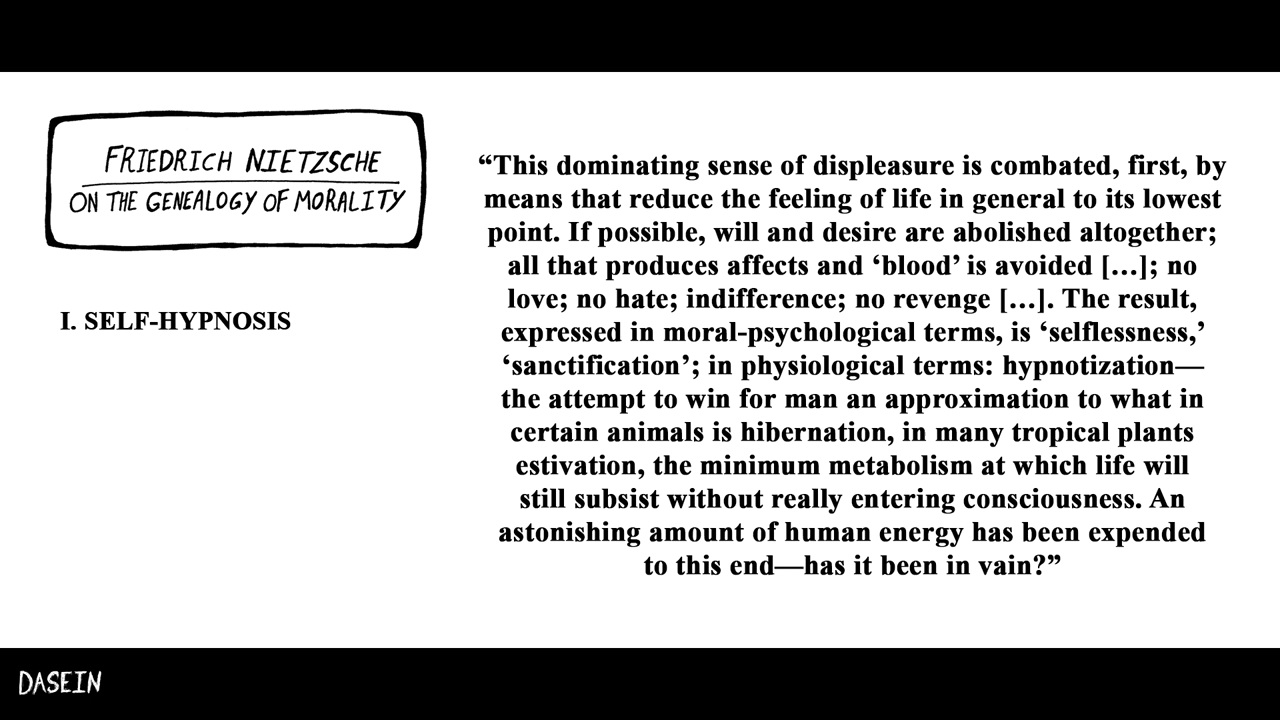 FRIEDRICH NIETZSCHE
ON THE GENEALOGY OF MORALITY
I. SELF-HYPNOSIS
“This dominating sense of displeasure is combated, first, by
means that reduce the feeling of life in general to its lowest
point. If possible, will and desire are abolished altogether;
all that produces affects and ‘blood’ is avoided [...]; no
love; no hate; indifference; no revenge [...]. The result,
expressed in moral-psychological terms, is ‘selflessness,’
‘sanctification’; in physiological terms: hypnotization—
the attempt to win for man an approximation to what in
certain animals is hibernation, in many tropical plants
estivation, the minimum metabolism at which life will
still subsist without really entering consciousness. An
astonishing amount of human energy has been expended
to this end—has it been in vain?”
DASEIN